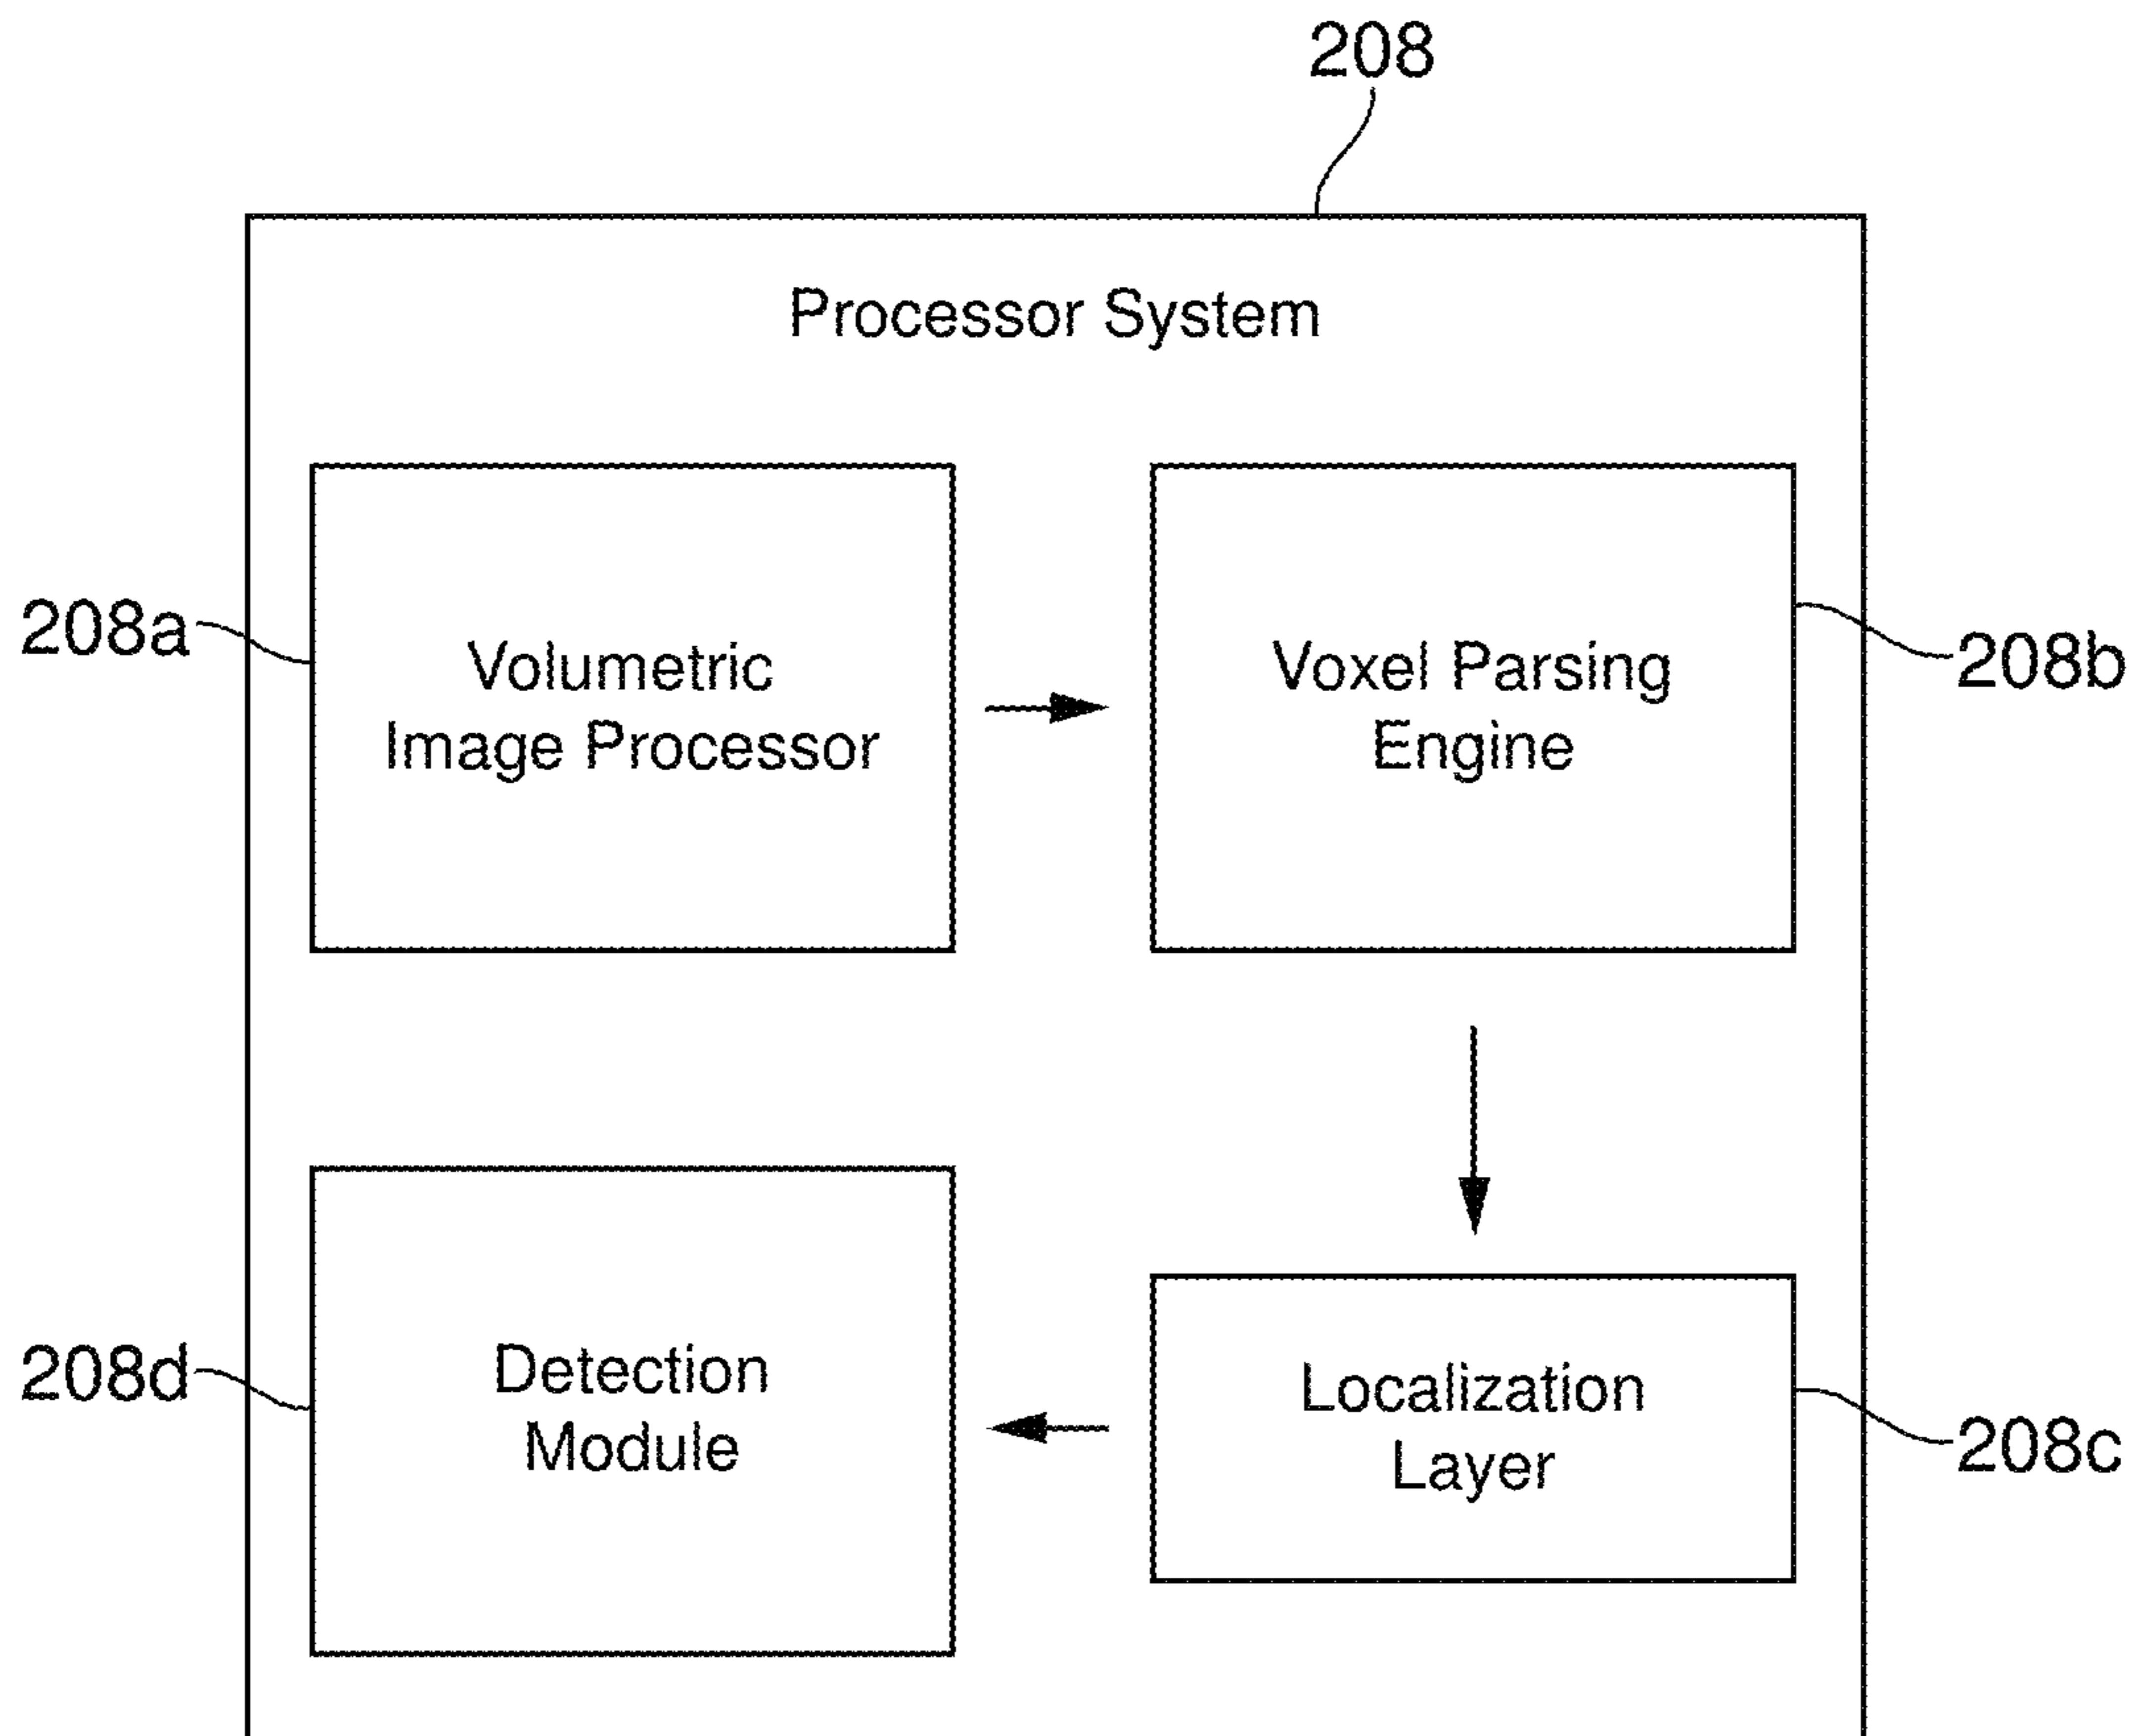 208
Processor System
208a
Volumetric
Image Processor
Voxel Parsing
Engine
208b
208d
Detection
Module
Localization
Layer
208c